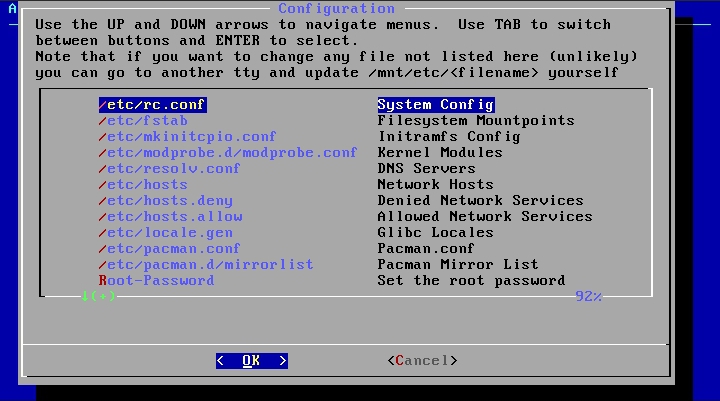 A
Configuration
Use the UP and DOWN arrows to navigate menus.  Use TAB to switch
between buttons and ENTER to select.
Note that if you want to change any file not listed here (unlikely)
you can go to another tty and update /mnt/etc/<filename> yourself
/etc/rc.conf System Config
/etc/fstab Filesystem Mountpoints
/etc/mkinitcpio.conf Initramfs Config
/etc/modprobe.d/modprobe.conf Kernel Modules
/etc/resolv.conf DNS Servers
/etc/hosts Network Hosts
/etc/hosts.deny Denied Network Services
/etc/hosts.allow Allowed Network Services
/etc/locale.gen Glibc Locales
/etc/pacman.conf Pacman.conf
/etc/pacman.d/mirrorlist Pacman Mirror List
Root-Password Set the root password
↓(+) 92%
< OK > <Cancel>